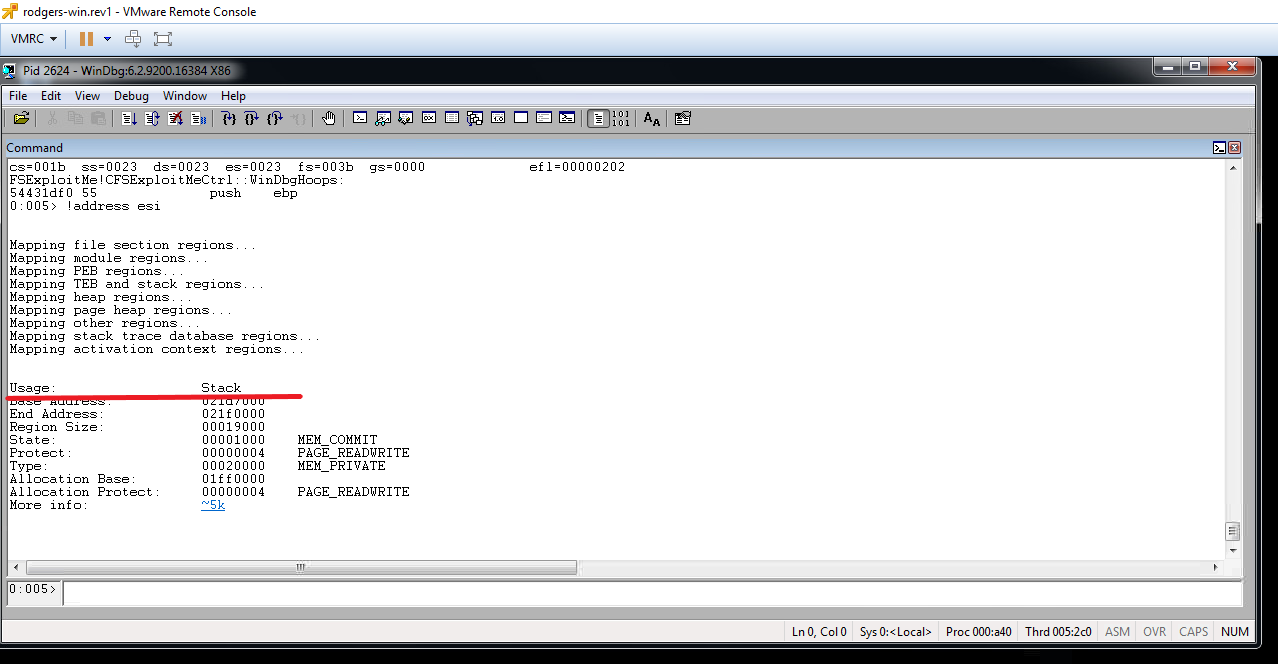 rodgers-win.rev1 - VMware Remote Console
VMRC
Pid 2624 - WinDbg:6.2.9200.16384 X86
File Edit View Debug Window Help
Command
cs=001b ss=0023 ds=0023 es=0023 fs=003b gs=0000 efl=00000202
FSExploitMe!CFSExploitMeCtrl::WinDbgHoops:
54431df0 55 push ebp
0:005> !address esi
Mapping file section regions...
Mapping module regions...
Mapping PEB regions...
Mapping TEB and stack regions...
Mapping heap regions...
Mapping page heap regions...
Mapping other regions...
Mapping stack trace database regions...
Mapping activation context regions...
Usage: Stack
Base Address: 021d7000
End Address: 021f0000
Region Size: 00019000
State: 00001000 MEM_COMMIT
Protect: 00000004 PAGE_READWRITE
Type: 00020000 MEM_PRIVATE
Allocation Base: 01ff0000
Allocation Protect: 00000004 PAGE_READWRITE
More info: ~5k
0:005>
Ln 0, Col 0 Sys 0:<Local> Proc 000:a40 Thrd 005:2c0 ASM OVR CAPS NUM